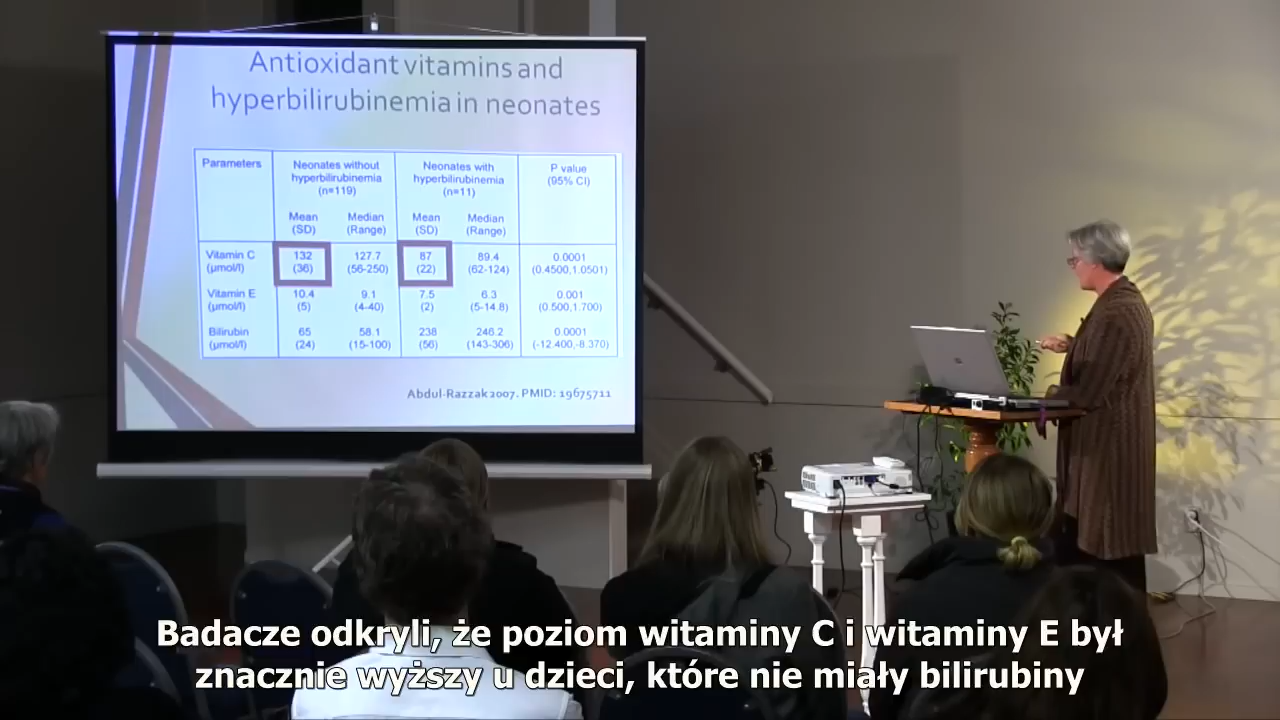 Antioxidant vitamins and
hyperbilirubinemia in neonates
Parameters Neonates without Neonates with P value
hyperbilirubinemia hyperbilirubinemia (95% CI)
(n=119) (n=11)
Mean Median Mean Median
(SD) (Range) (SD) (Range)
Vitamin C 132 127.7 87 89.4 0.0001
(µmol/l) (36) (56-250) (22) (62-124) (0.4500,1.0501)
Vitamin E 10.4 9.1 7.5 6.3 0.001
(µmol/l) (5) (4-40) (2) (5-14.8) (0.500,1.700)
Bilirubin 65 58.1 238 246.2 0.0001
(µmol/l) (24) (15-100) (56) (143-306) (-12.400,-8.370)
Abdul-Razzak 2007. PMID: 19675711
Badacze odkryli, że poziom witaminy C i witaminy E był
znacznie wyższy u dzieci, które nie miały bilirubiny